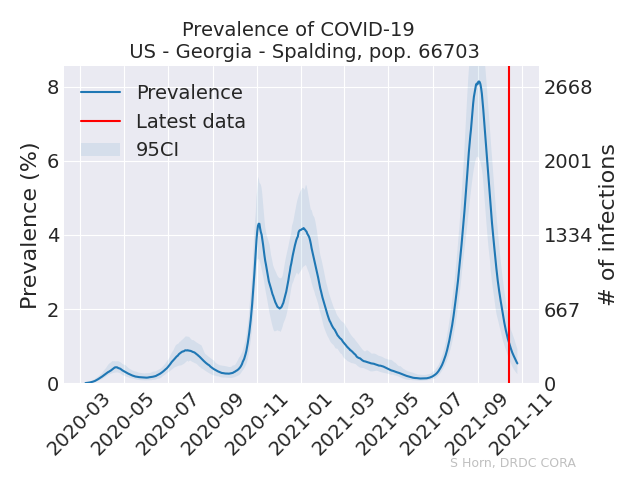 Prevalence of COVID-19
US - Georgia - Spalding, pop. 66703
Prevalence
Latest data
95CI
Prevalence (%)
8
6
4
2
0
2668
2001
1334
667
0
# of infections
2020-03
2020-05
2020-07
2020-09
2020-11
2021-01
2021-03
2021-05
2021-07
2021-09
2021-11
S Horn, DRDC CORA